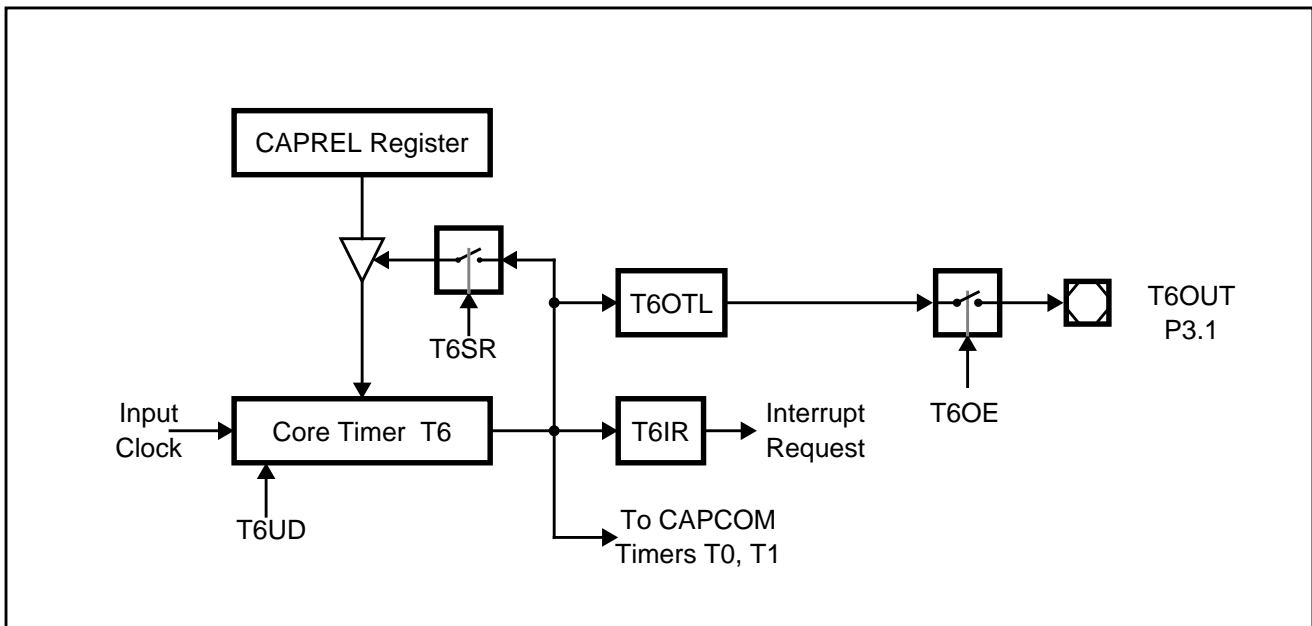 CAPREL Register
T6SR
T6OTL
T6OUT
P3.1
T6OE
Input
Clock
Core Timer T6
T6IR
Interrupt
Request
T6UD
To CAPCOM
Timers T0, T1